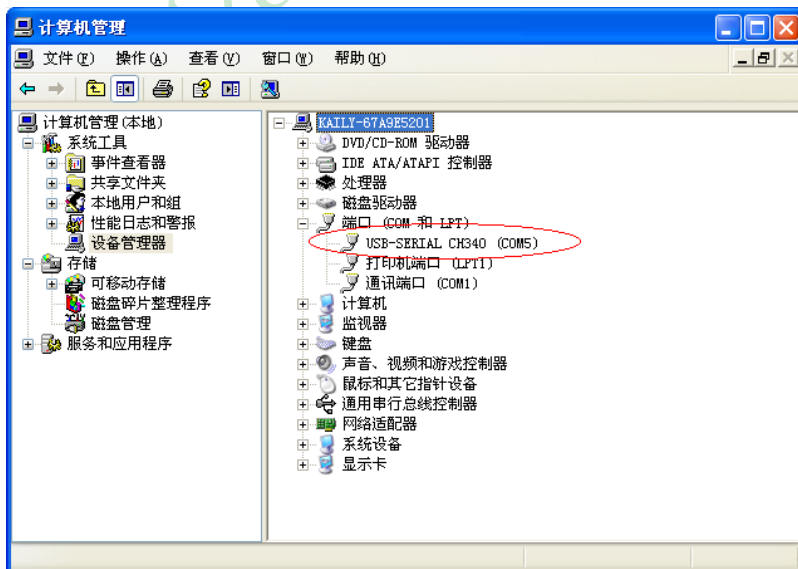 计算机管理
文件(F) 操作(A) 查看(V) 窗口(W) 帮助(H)
计算机管理(本地)
系统工具
事件查看器
共享文件夹
本地用户和组
性能日志和警报
设备管理器
存储
可移动存储
磁盘碎片整理程序
磁盘管理
服务和应用程序
KAILY-67A9E5201
DVD/CD-ROM 驱动器
IDE ATA/ATAPI 控制器
处理器
磁盘驱动器
端口 (COM 和 LPT)
USB-SERIAL CH340 (COM5)
打印机端口 (LPT1)
通讯端口 (COM1)
计算机
监视器
键盘
声音、视频和游戏控制器
鼠标和其它指针设备
通用串行总线控制器
网络适配器
系统设备
显示卡